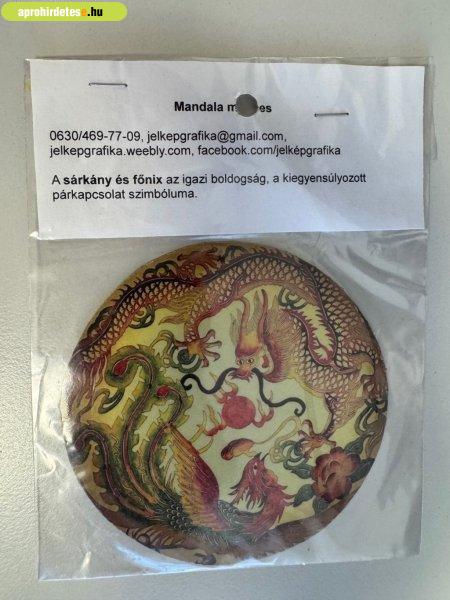 aprohirdetes.hu
Mandala
0630/469-77-09, jelkepgrafika@gmail.com,
jelkepgrafika.weebly.com, facebook.com/jelképgrafika
A sárkány és főnix az igazi boldogság, a kiegyensúlyozott
párkapcsolat szimbóluma.